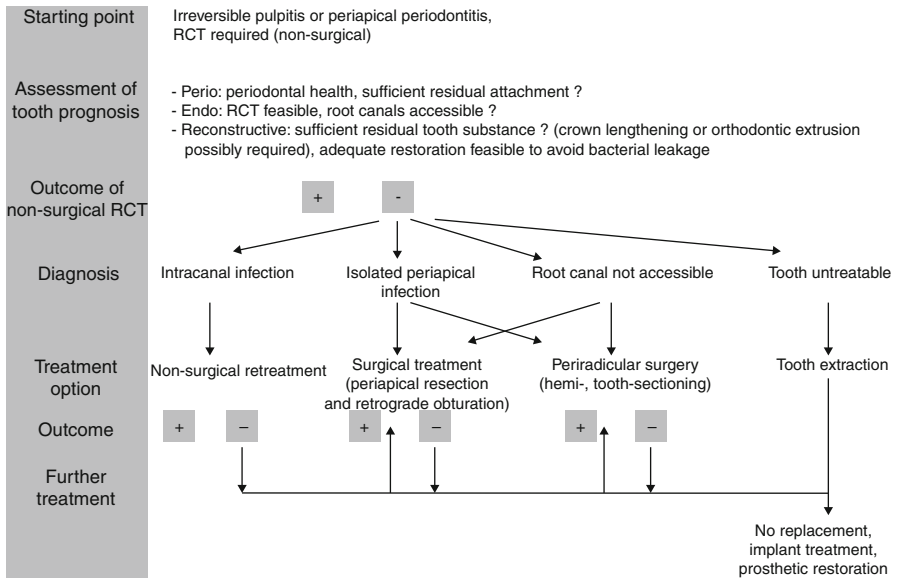 Starting point
Irreversible pulpitis or periapical periodontitis,
RCT required (non-surgical)
Assessment of
tooth prognosis
- Perio: periodontal health, sufficient residual attachment ?
- Endo: RCT feasible, root canals accessible ?
- Reconstructive: sufficient residual tooth substance ? (crown lengthening or orthodontic extrusion
possibly required), adequate restoration feasible to avoid bacterial leakage
Outcome of
non-surgical RCT
+
-
Diagnosis
Intracanal infection
Isolated periapical
infection
Root canal not accessible
Tooth untreatable
Treatment
option
Non-surgical retreatment
Surgical treatment
(periapical resection
and retrograde obturation)
Periradicular surgery
(hemi-, tooth-sectioning)
Tooth extraction
Outcome
+
–
+
–
+
–
Further
treatment
No replacement,
implant treatment,
prosthetic restoration